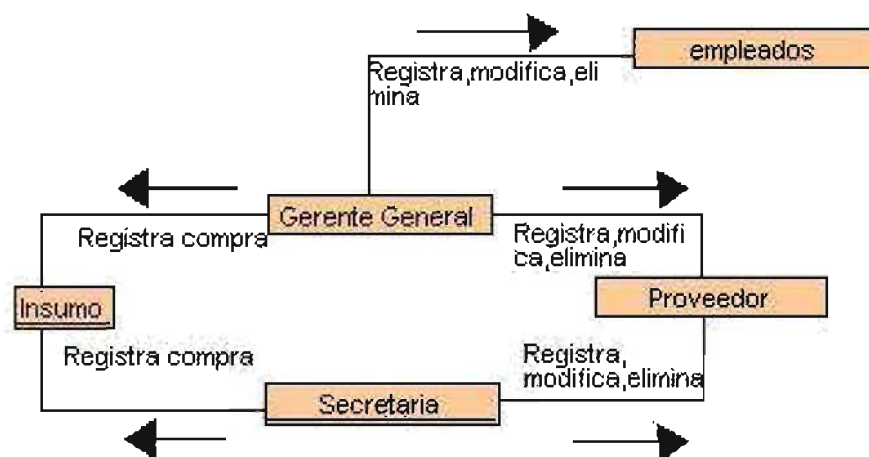 empleados
Registra,modifica,eli
mina
Gerente General
Registra compra
Registra,modifi
ca,elimina
Insumo
Proveedor
Registra compra
Registra,
modifica,elimina
Secretaria